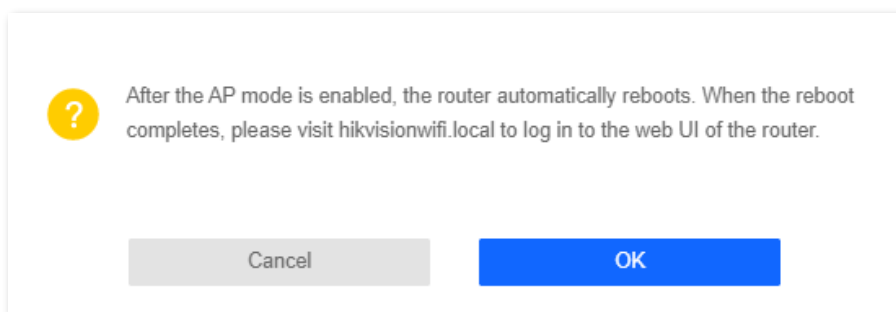 ?
After the AP mode is enabled, the router automatically reboots. When the reboot
completes, please visit hikvisionwifi.local to log in to the web UI of the router.
Cancel
OK